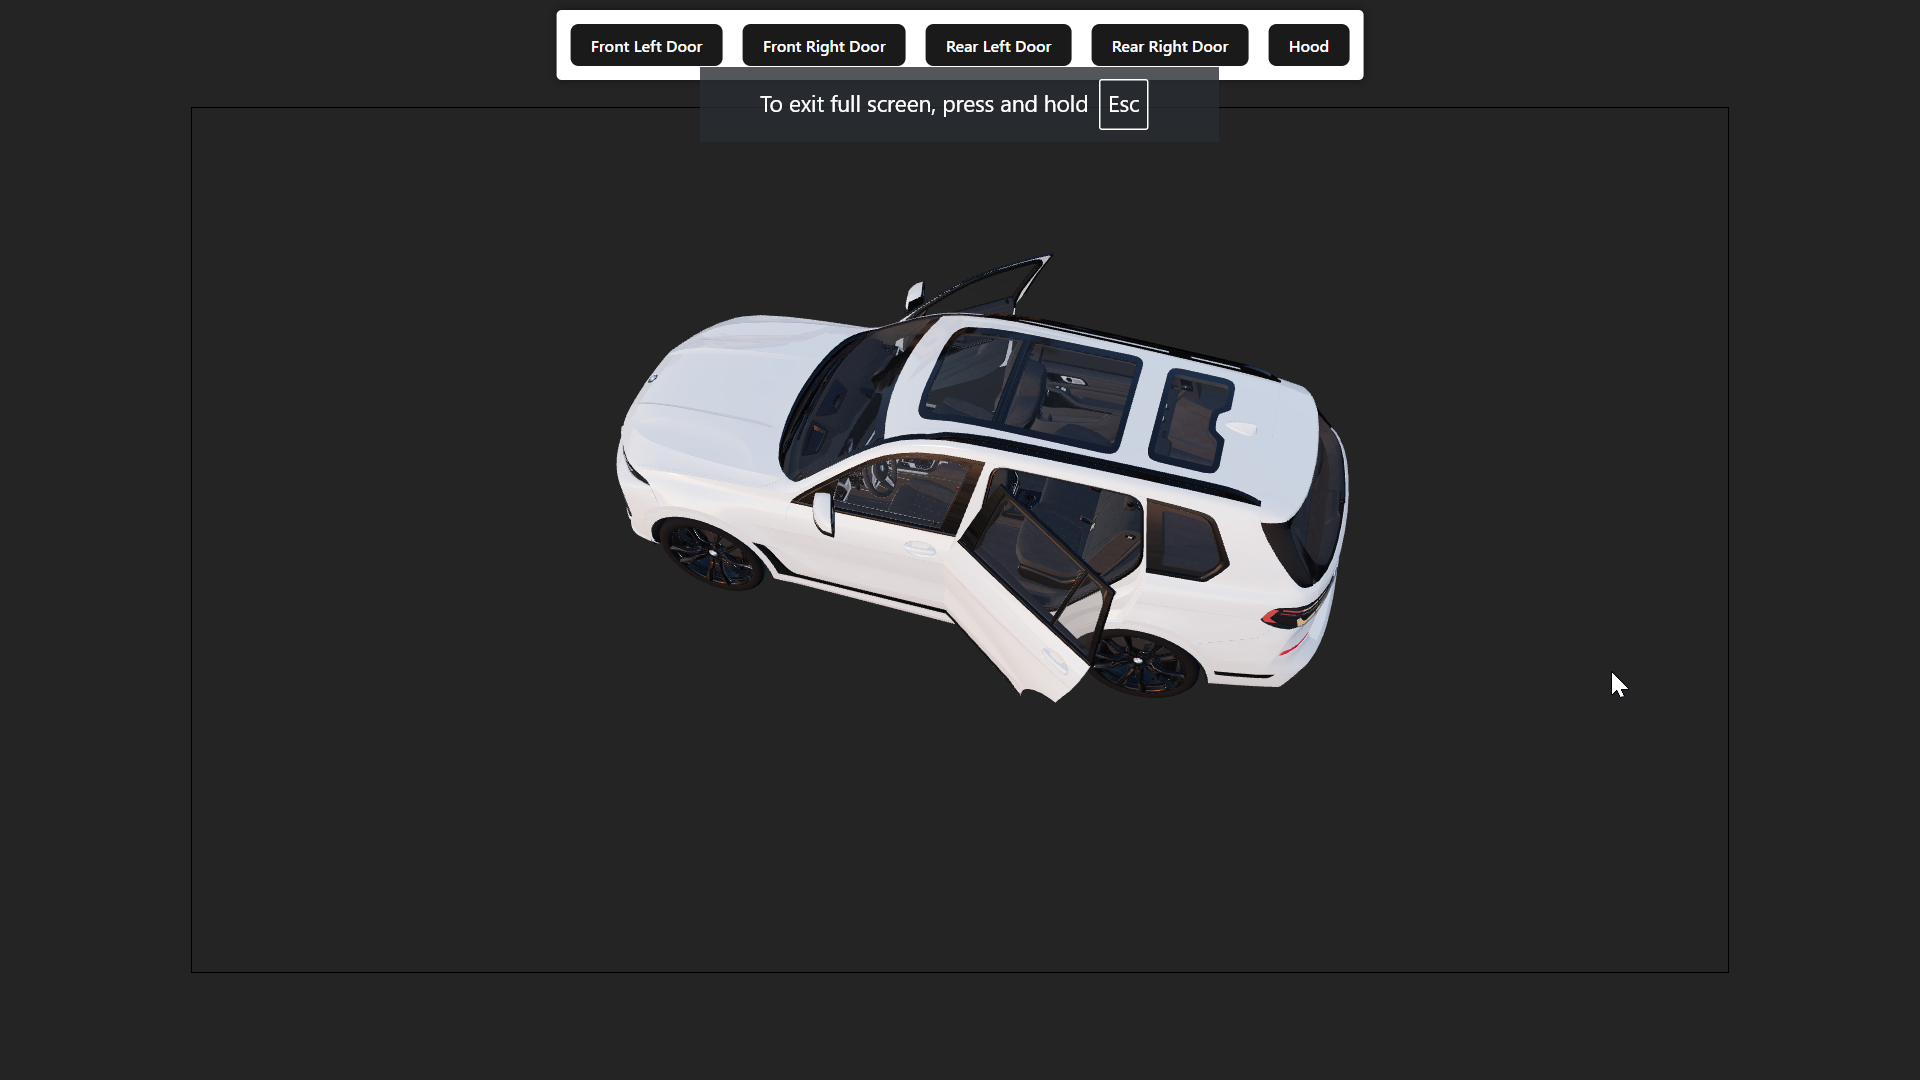 Front Left Door
Front Right Door
Rear Left Door
Rear Right Door
Hood
To exit full screen, press and hold Esc